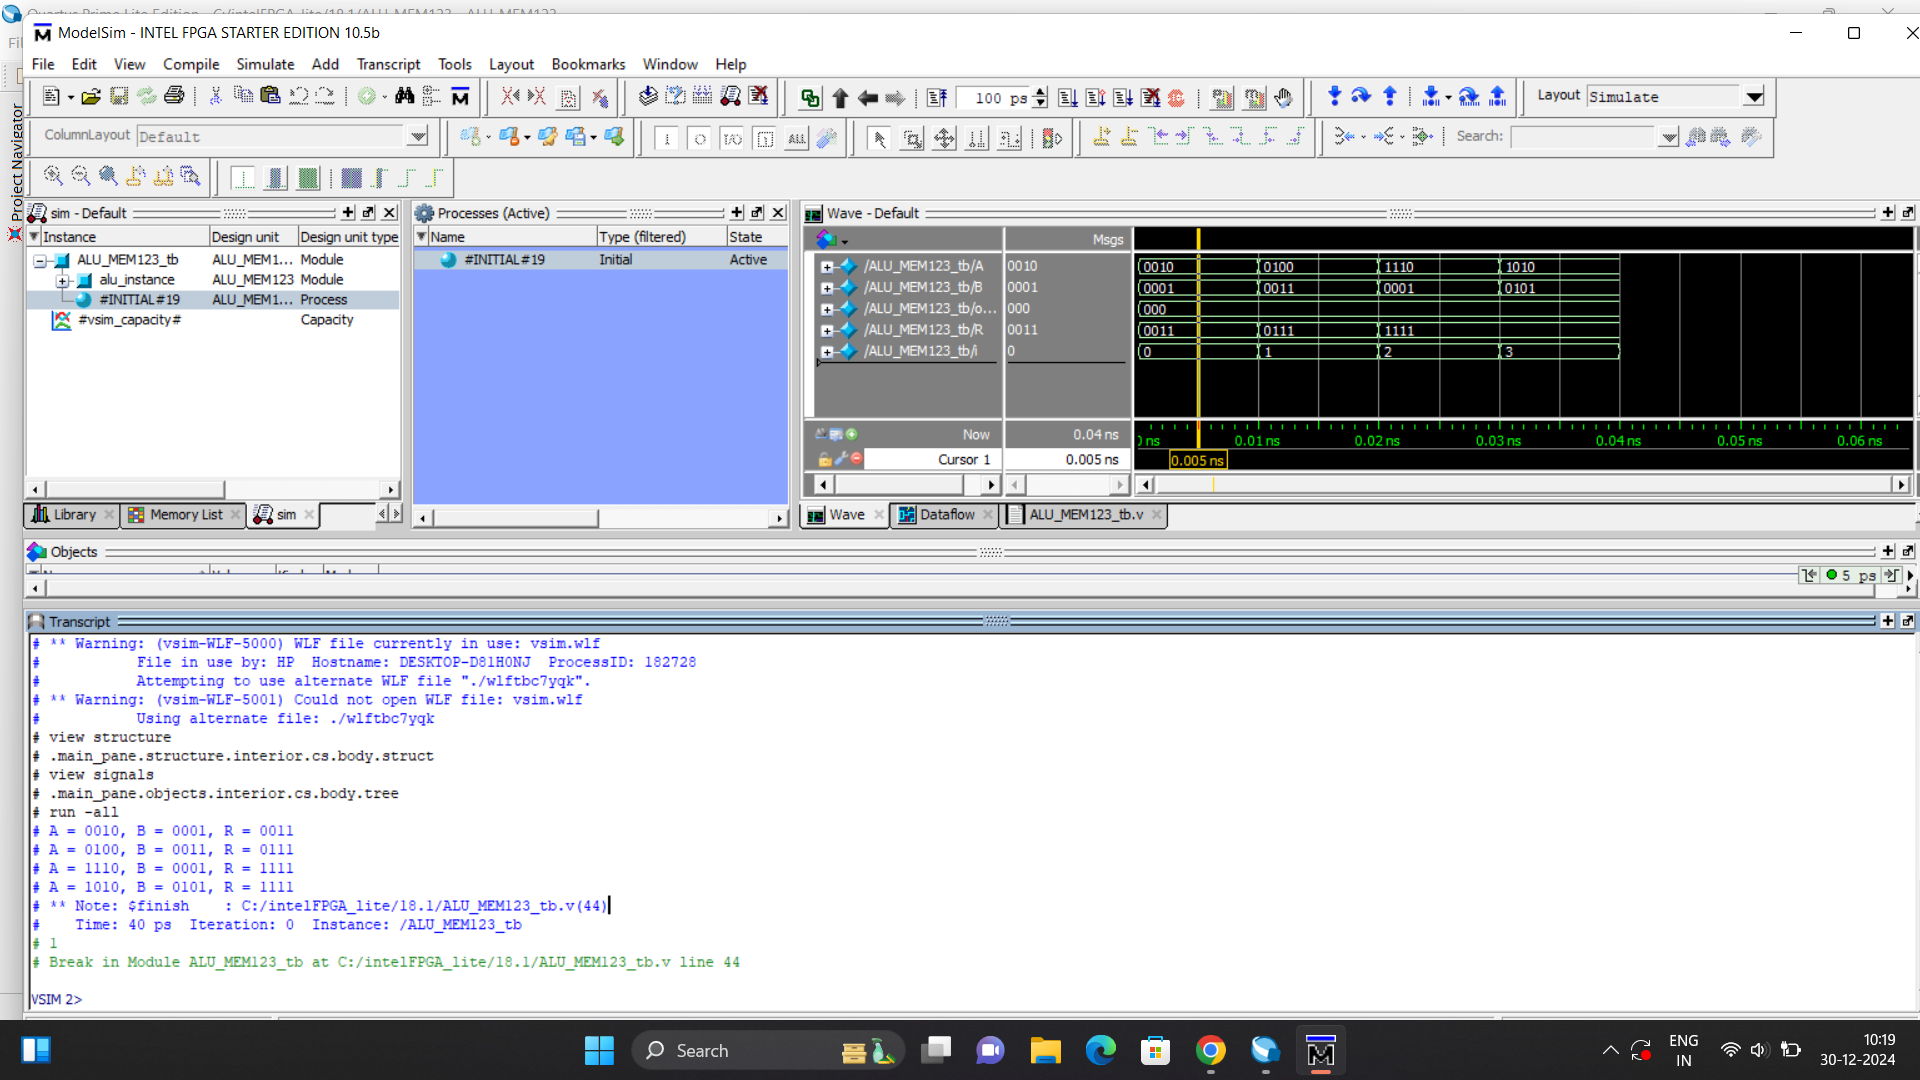 Quartus Prime Lite Edition - C:/intelFPGA_lite/18.1/ALU_MEM123 - ALU_MEM123
ModelSim - INTEL FPGA STARTER EDITION 10.5b
File Edit View Compile Simulate Add Transcript Tools Layout Bookmarks Window Help
100 ps
Layout Simulate
ColumnLayout Default
Search:
Project Navigator
sim - Default
Instance Design unit Design unit type
ALU_MEM123_tb ALU_MEM1... Module
alu_instance ALU_MEM123 Module
#INITIAL#19 ALU_MEM1... Process
#vsim_capacity# Capacity
Library Memory List sim
Processes (Active)
Name Type (filtered) State
#INITIAL#19 Initial Active
Wave - Default
Msgs
/ALU_MEM123_tb/A 0010 0010 0100 1110 1010
/ALU_MEM123_tb/B 0001 0001 0011 0001 0101
/ALU_MEM123_tb/o... 000 000
/ALU_MEM123_tb/R 0011 0011 0111 1111
/ALU_MEM123_tb/i 0 0 1 2 3
Now 0.04 ns ns 0.01 ns 0.02 ns 0.03 ns 0.04 ns 0.05 ns 0.06 ns
Cursor 1 0.005 ns 0.005 ns
Wave Dataflow ALU_MEM123_tb.v
Objects
5 ps
Transcript
# ** Warning: (vsim-WLF-5000) WLF file currently in use: vsim.wlf
# File in use by: HP Hostname: DESKTOP-D81H0NJ ProcessID: 182728
# Attempting to use alternate WLF file "./wlftbc7yqk".
# ** Warning: (vsim-WLF-5001) Could not open WLF file: vsim.wlf
# Using alternate file: ./wlftbc7yqk
# view structure
# .main_pane.structure.interior.cs.body.struct
# view signals
# .main_pane.objects.interior.cs.body.tree
# run -all
# A = 0010, B = 0001, R = 0011
# A = 0100, B = 0011, R = 0111
# A = 1110, B = 0001, R = 1111
# A = 1010, B = 0101, R = 1111
# ** Note: $finish : C:/intelFPGA_lite/18.1/ALU_MEM123_tb.v(44)
# Time: 40 ps Iteration: 0 Instance: /ALU_MEM123_tb
# 1
# Break in Module ALU_MEM123_tb at C:/intelFPGA_lite/18.1/ALU_MEM123_tb.v line 44
VSIM 2>
Search
ENG
IN
10:19
30-12-2024